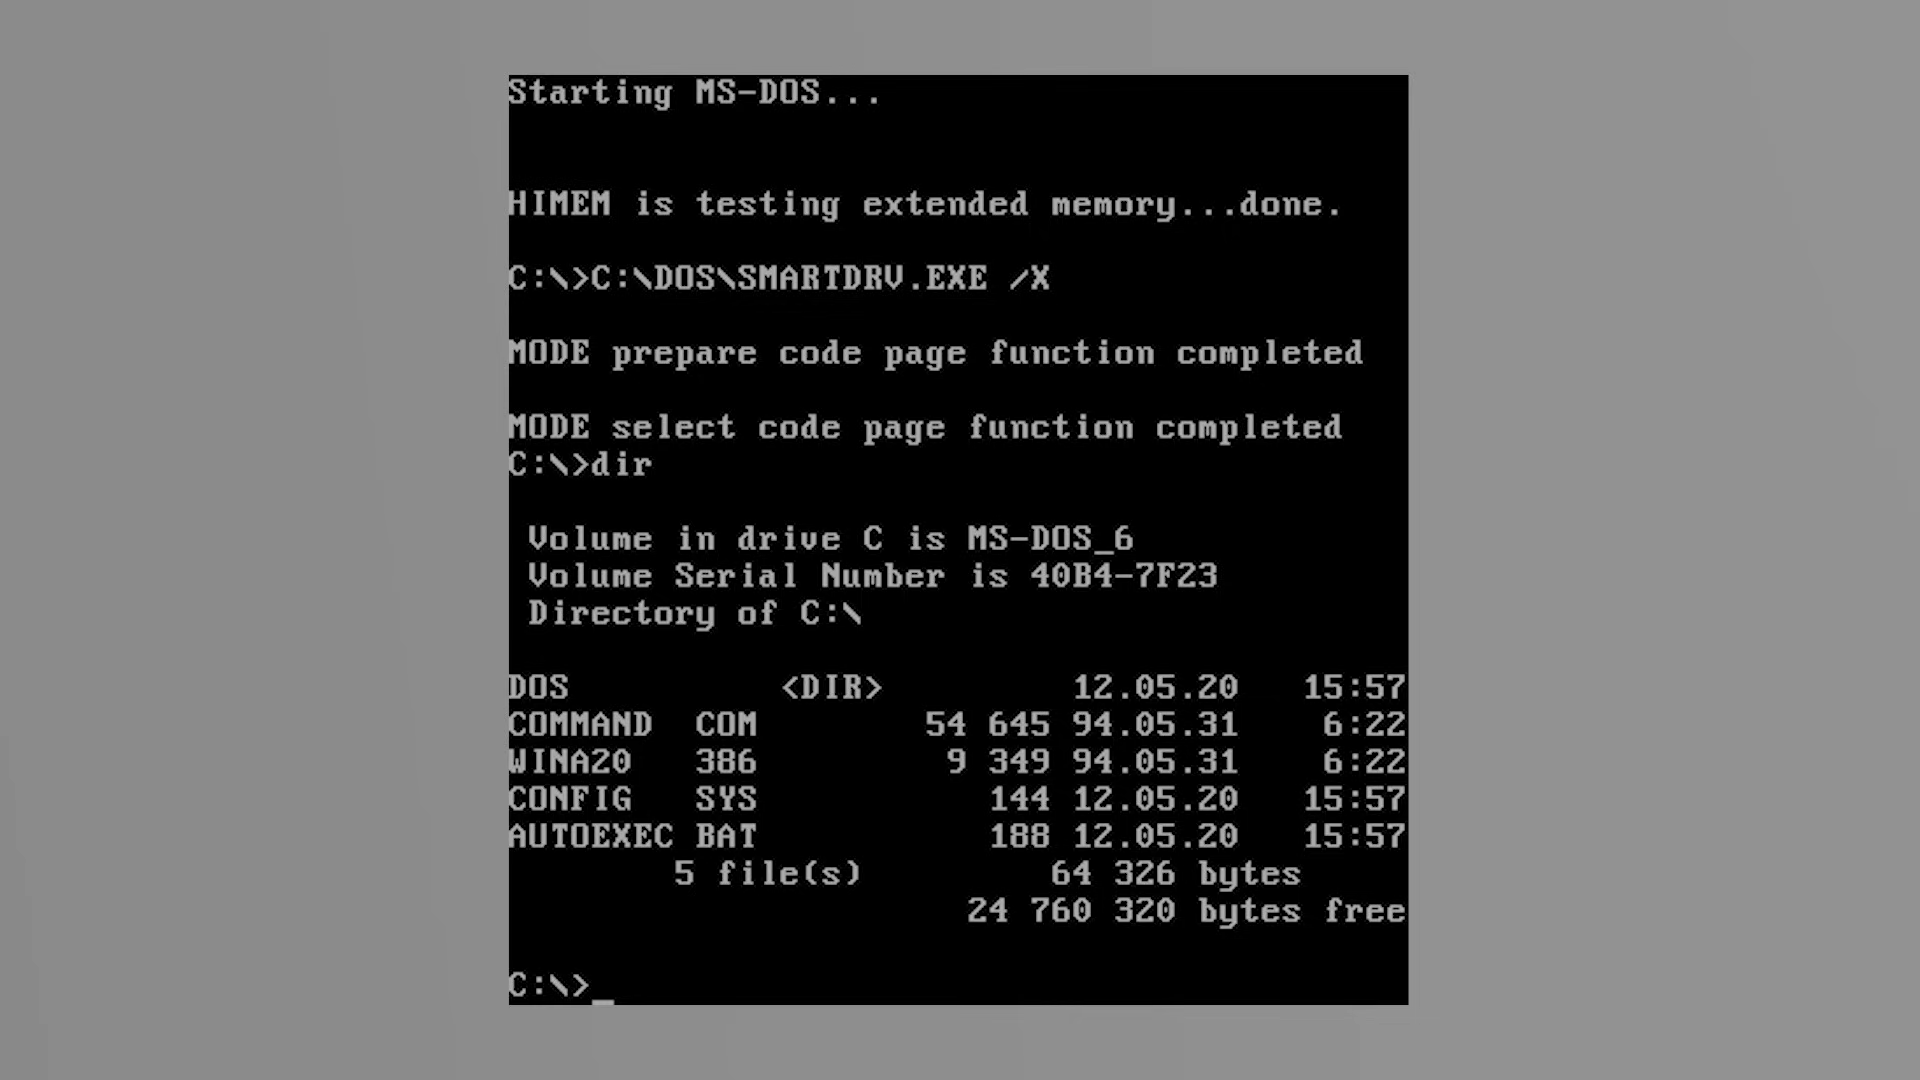 Starting MS-DOS...
HIMEM is testing extended memory...done.
C:\>C:\DOS\SMARTDRV.EXE /X
MODE prepare code page function completed
MODE select code page function completed
C:\>dir
Volume in drive C is MS-DOS_6
Volume Serial Number is 40B4-7F23
Directory of C:\
DOS <DIR> 12.05.20 15:57
COMMAND COM 54 645 94.05.31 6:22
WINA20 386 9 349 94.05.31 6:22
CONFIG SYS 144 12.05.20 15:57
AUTOEXEC BAT 188 12.05.20 15:57
5 file(s) 64 326 bytes
24 760 320 bytes free
C:\>_